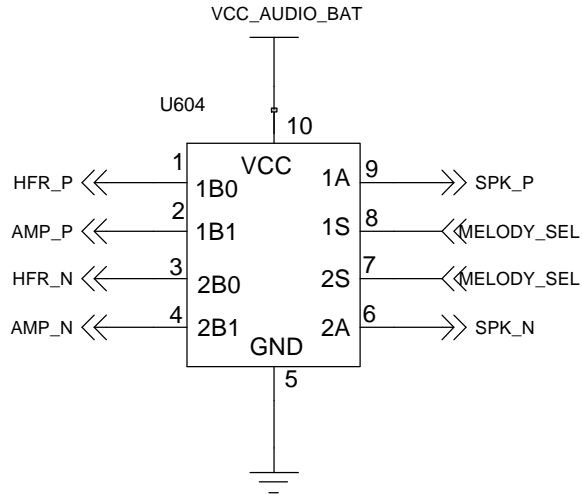 VCC_AUDIO_BAT
U604
10
1 VCC 9
HFR_P 1B0 1A SPK_P
2 8
AMP_P 1B1 1S MELODY_SEL
3 7
HFR_N 2B0 2S MELODY_SEL
4 6
AMP_N 2B1 2A SPK_N
GND
5